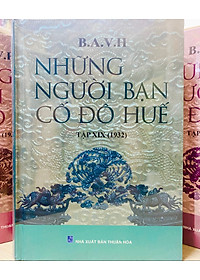 B.A.V.H
NHỮNG
NGƯỜI BẠN
CỐ ĐÔ HUẾ
TẬP XIX (1932)
NHÀ XUẤT BẢN THUẬN HÓA